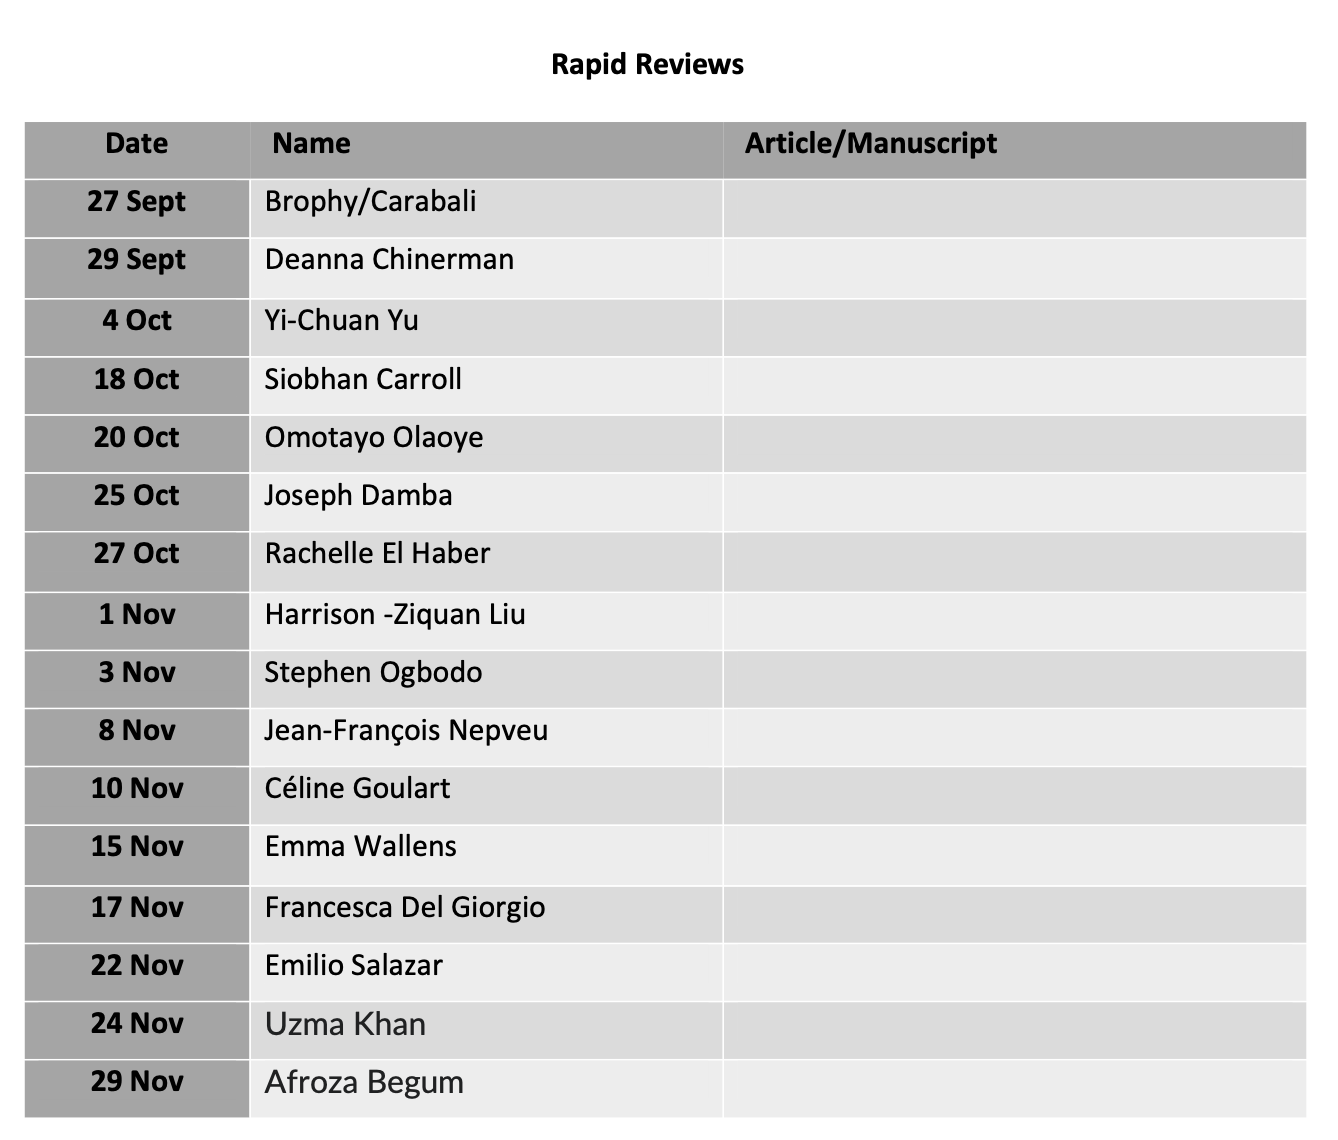 Rapid Reviews
Date Name Article/Manuscript
27 Sept Brophy/Carabali
29 Sept Deanna Chinerman
4 Oct Yi-Chuan Yu
18 Oct Siobhan Carroll
20 Oct Omotayo Olaoye
25 Oct Joseph Damba
27 Oct Rachelle El Haber
1 Nov Harrison -Ziquan Liu
3 Nov Stephen Ogbodo
8 Nov Jean-François Nepveu
10 Nov Céline Goulart
15 Nov Emma Wallens
17 Nov Francesca Del Giorgio
22 Nov Emilio Salazar
24 Nov Uzma Khan
29 Nov Afroza Begum